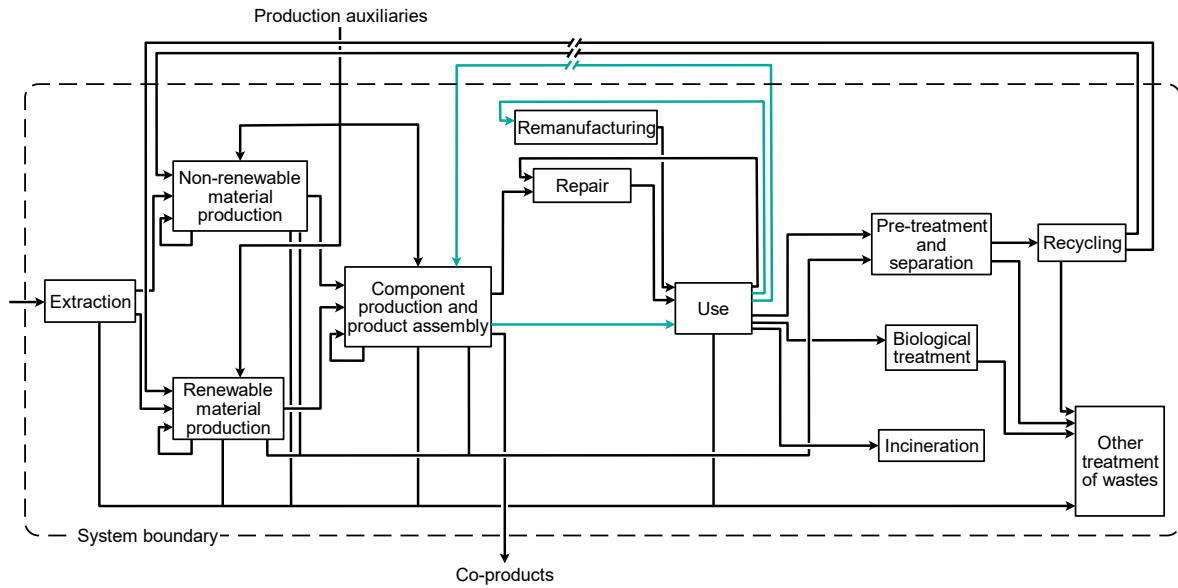 Production auxiliaries
Remanufacturing
Non-renewable
material
production
Repair
Pre-treatment
and
separation
Recycling
Extraction
Component
production and
product assembly
Use
Biological
treatment
Renewable
material
production
Incineration
Other
treatment
of wastes
System boundary
Co-products